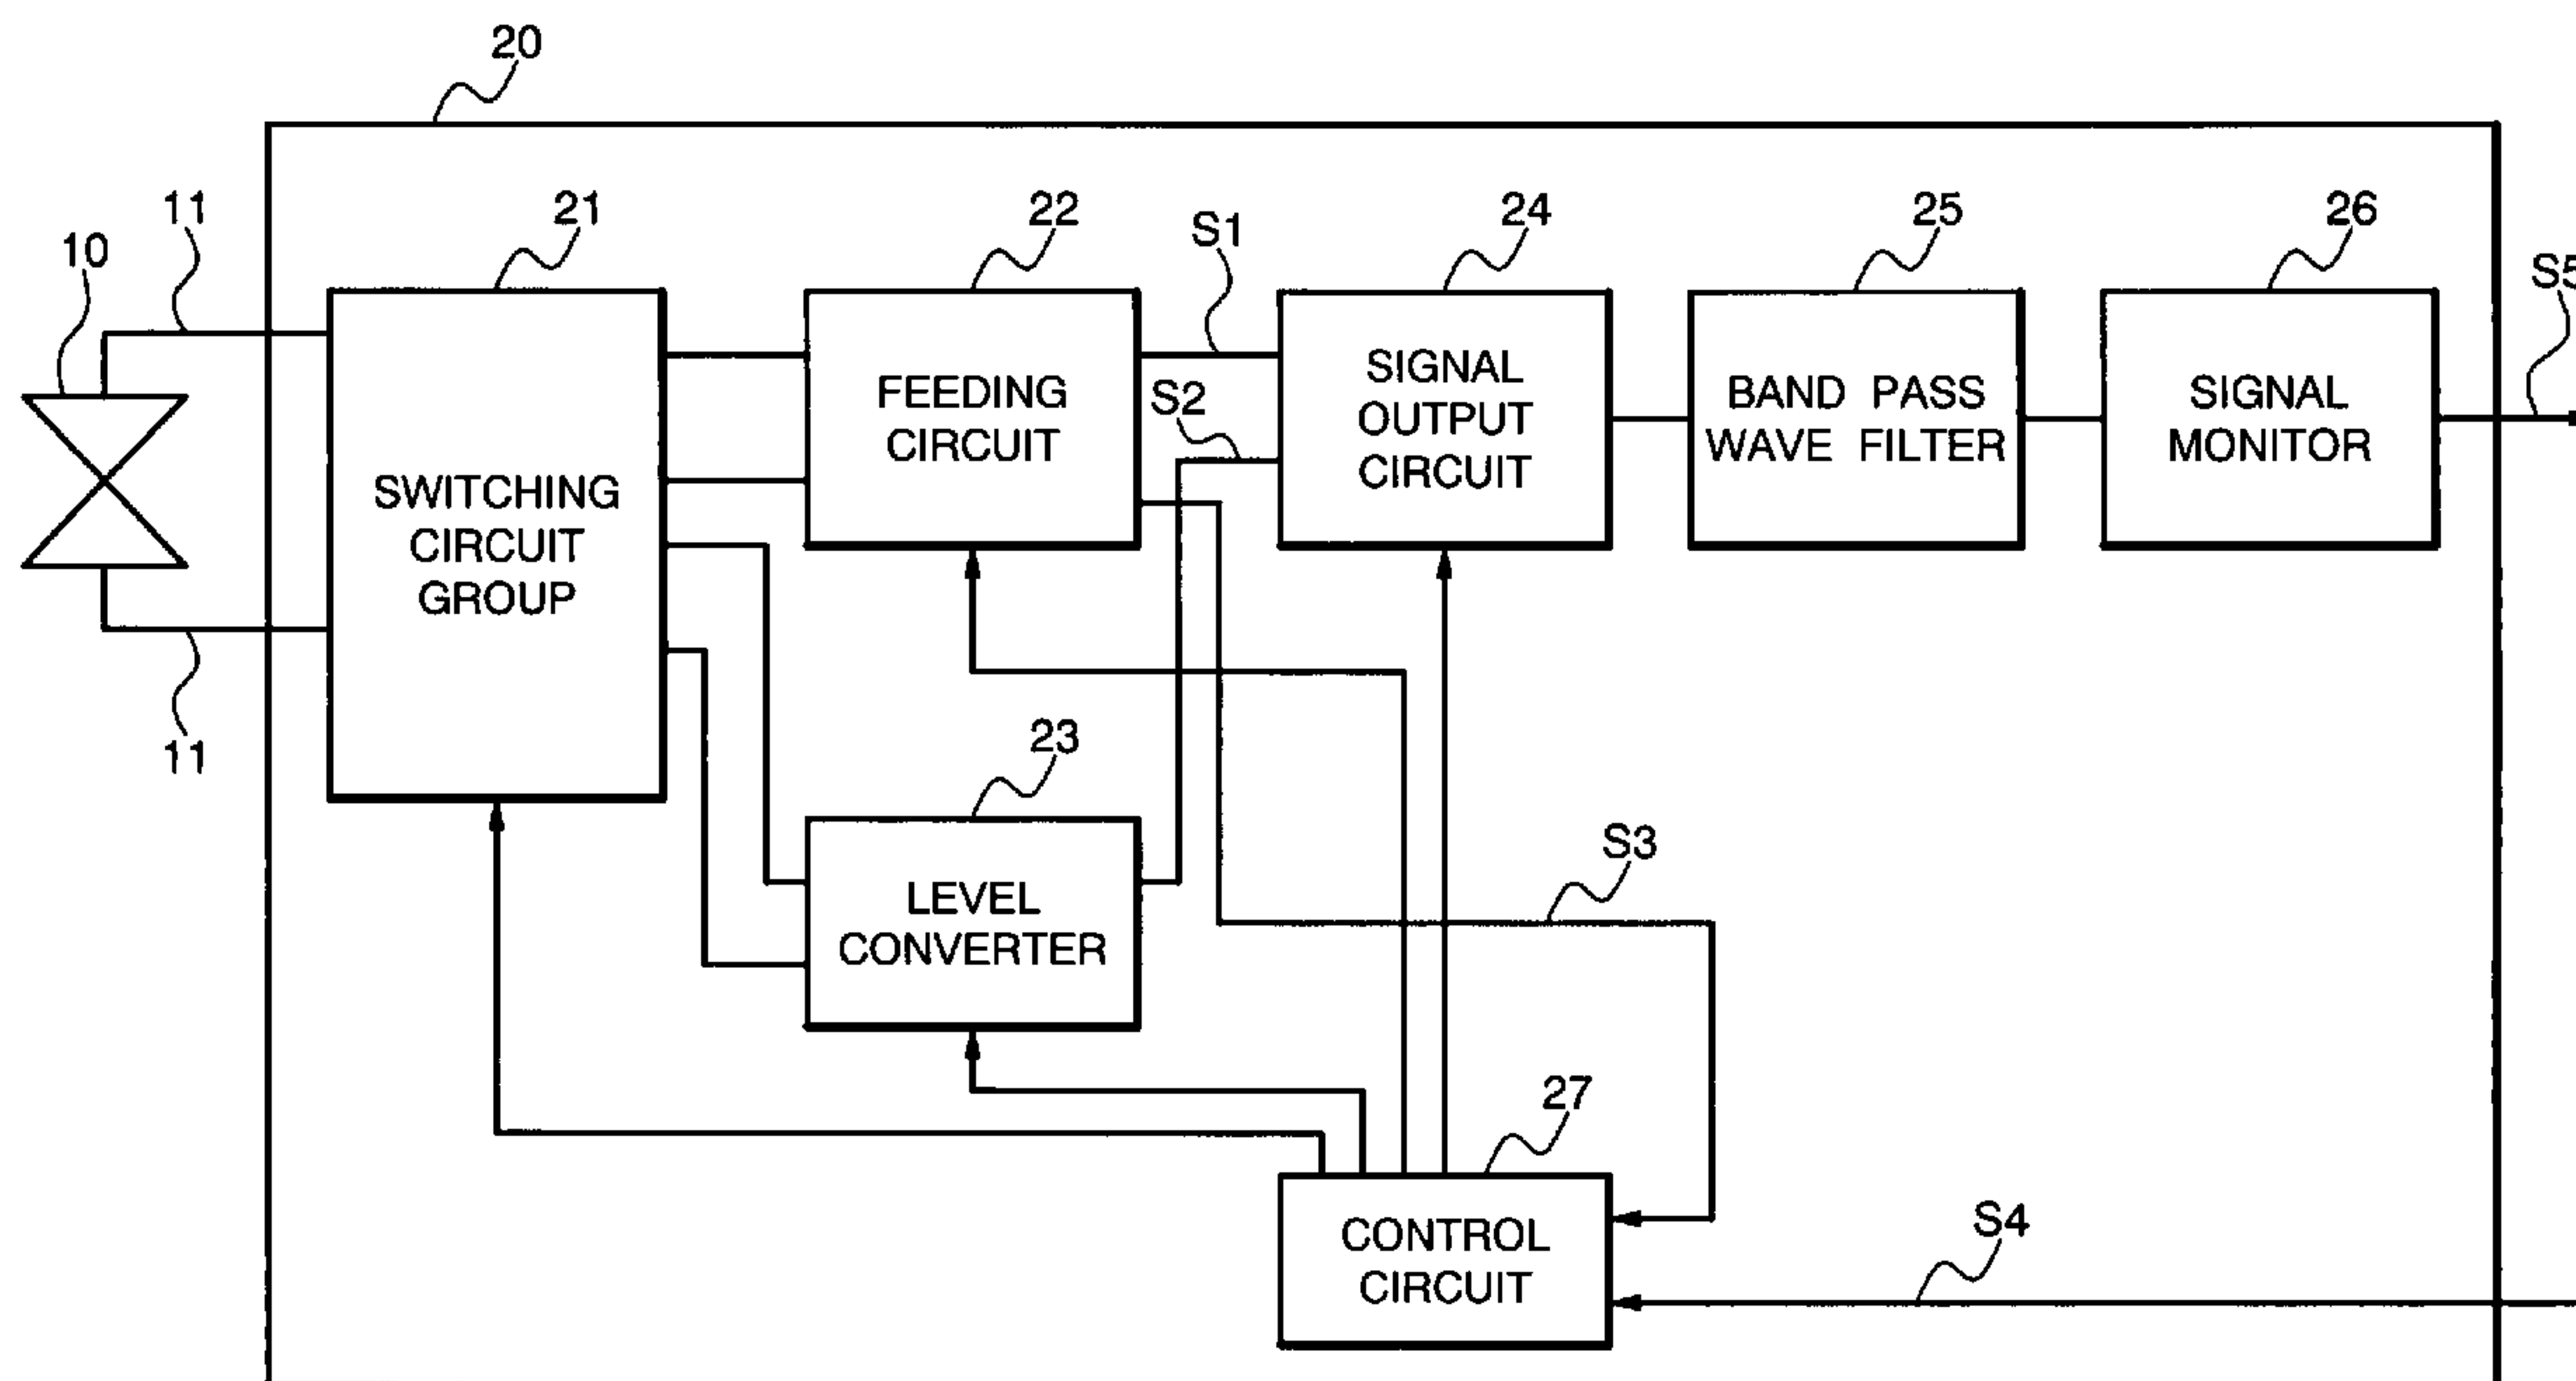 20
11
21
22
S1
24
25
26
10
S5
SWITCHING
CIRCUIT
GROUP
FEEDING
CIRCUIT
S2
SIGNAL
OUTPUT
CIRCUIT
BAND PASS
WAVE FILTER
SIGNAL
MONITOR
11
23
LEVEL
CONVERTER
S3
27
CONTROL
CIRCUIT
S4